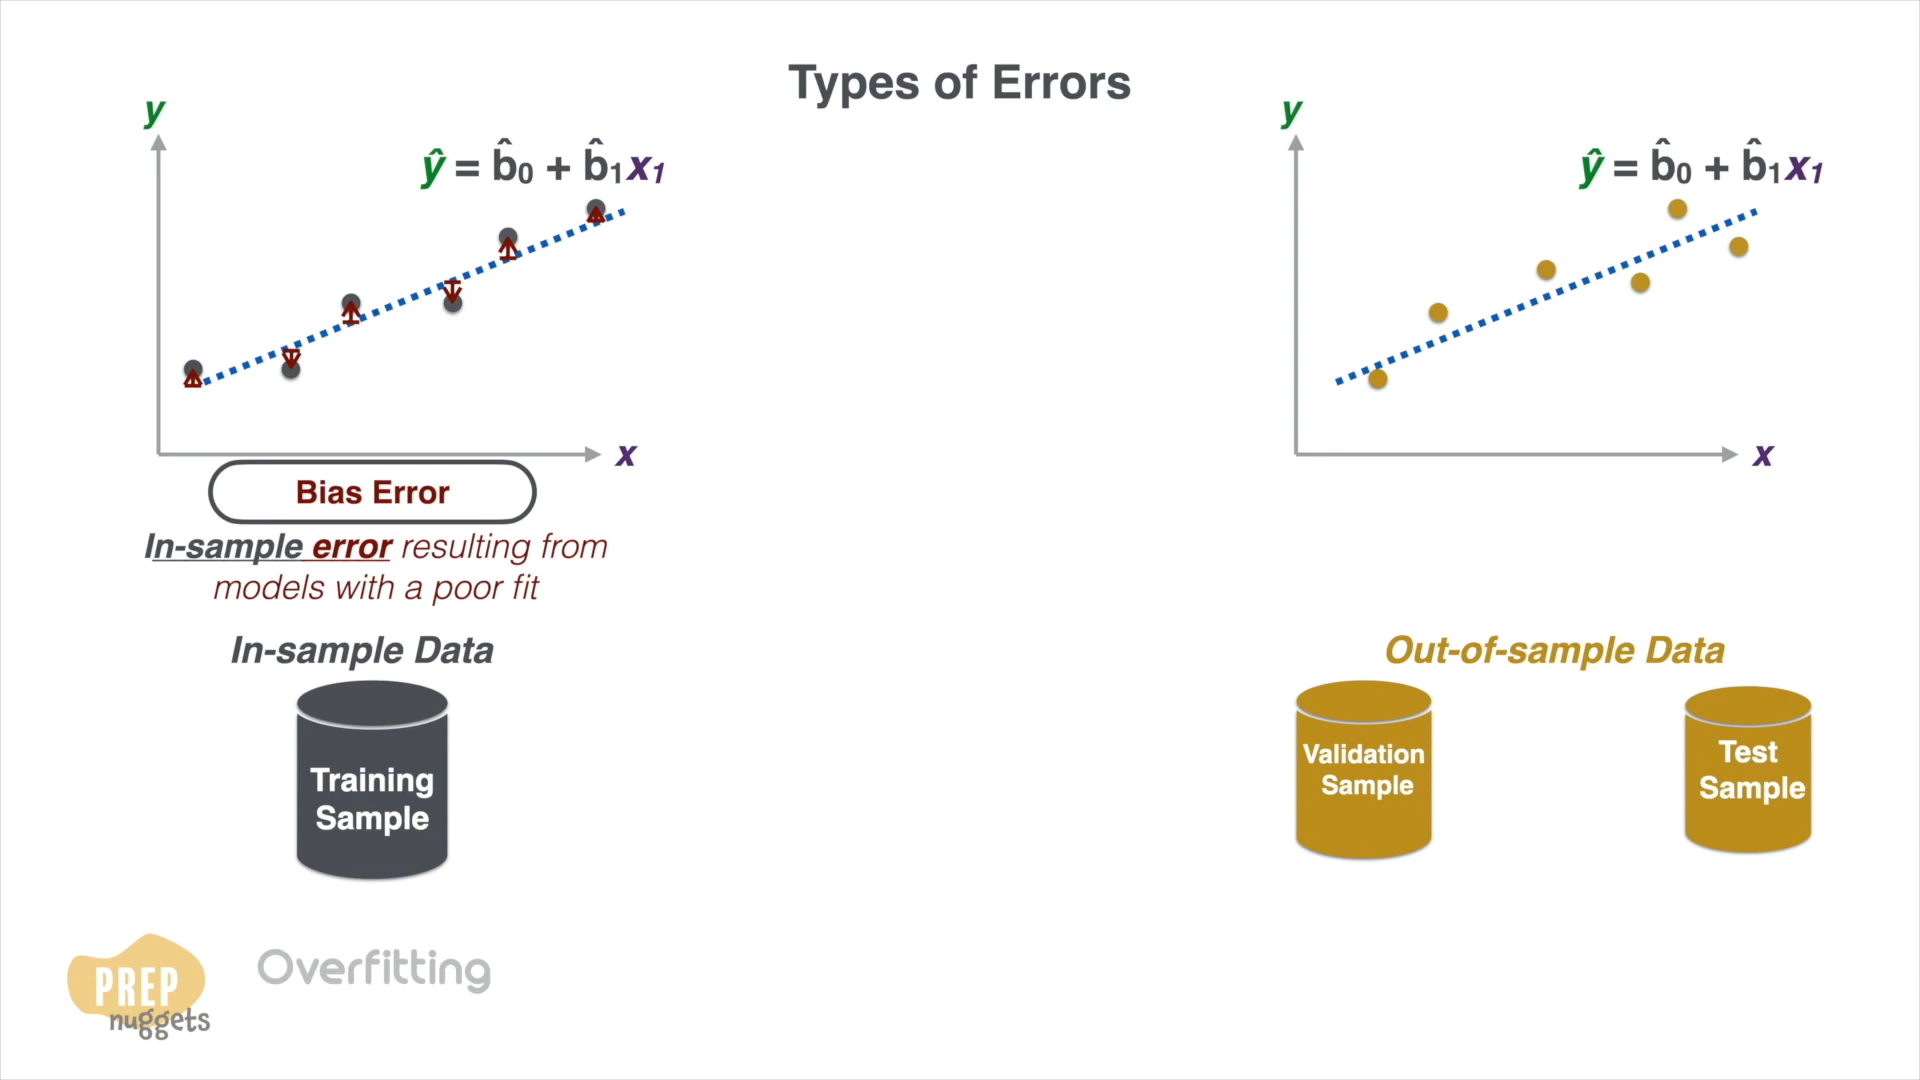 Types of Errors
y
ŷ = b̂₀ + b̂₁x₁
x
Bias Error
In-sample error resulting from
models with a poor fit
In-sample Data
Training
Sample
y
ŷ = b̂₀ + b̂₁x₁
x
Out-of-sample Data
Validation
Sample
Test
Sample
PREP
nuggets
Overfitting